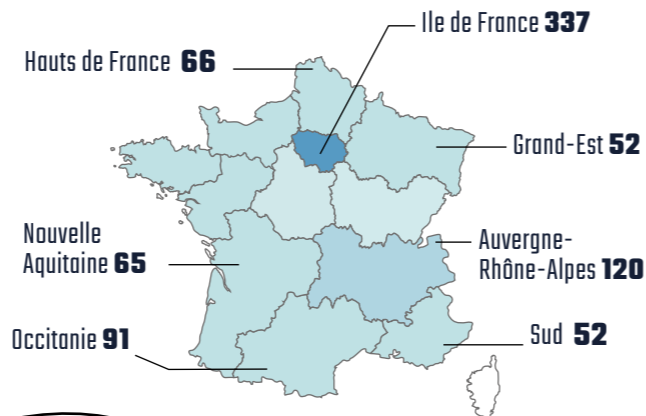 Ile de France 337
Hauts de France 66
Grand-Est 52
Nouvelle
Aquitaine 65
Auvergne-
Rhône-Alpes 120
Occitanie 91
Sud 52